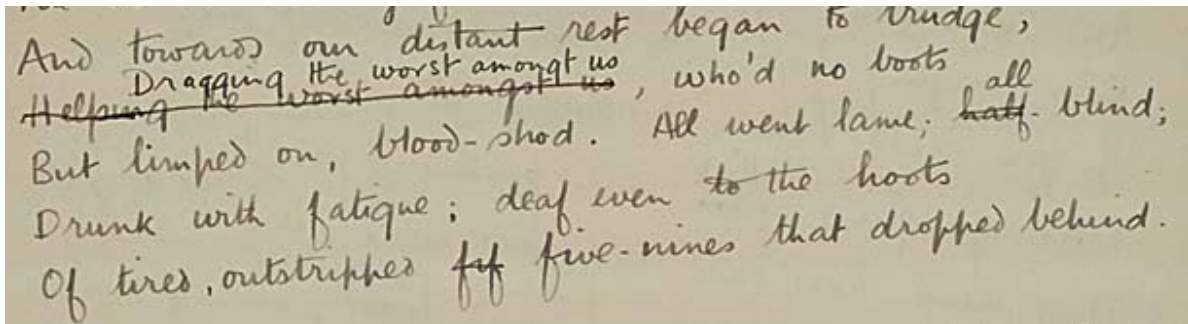 And towards our distant rest began to trudge,
Dragging the worst amongt us
Helping the worst amongst us, who'd no boots
all
But limped on, blood-shod. All went lame; half-blind;
Drunk with fatigue; deaf even to the hoots
Of tired, outstripped fif five-nines that dropped behind.